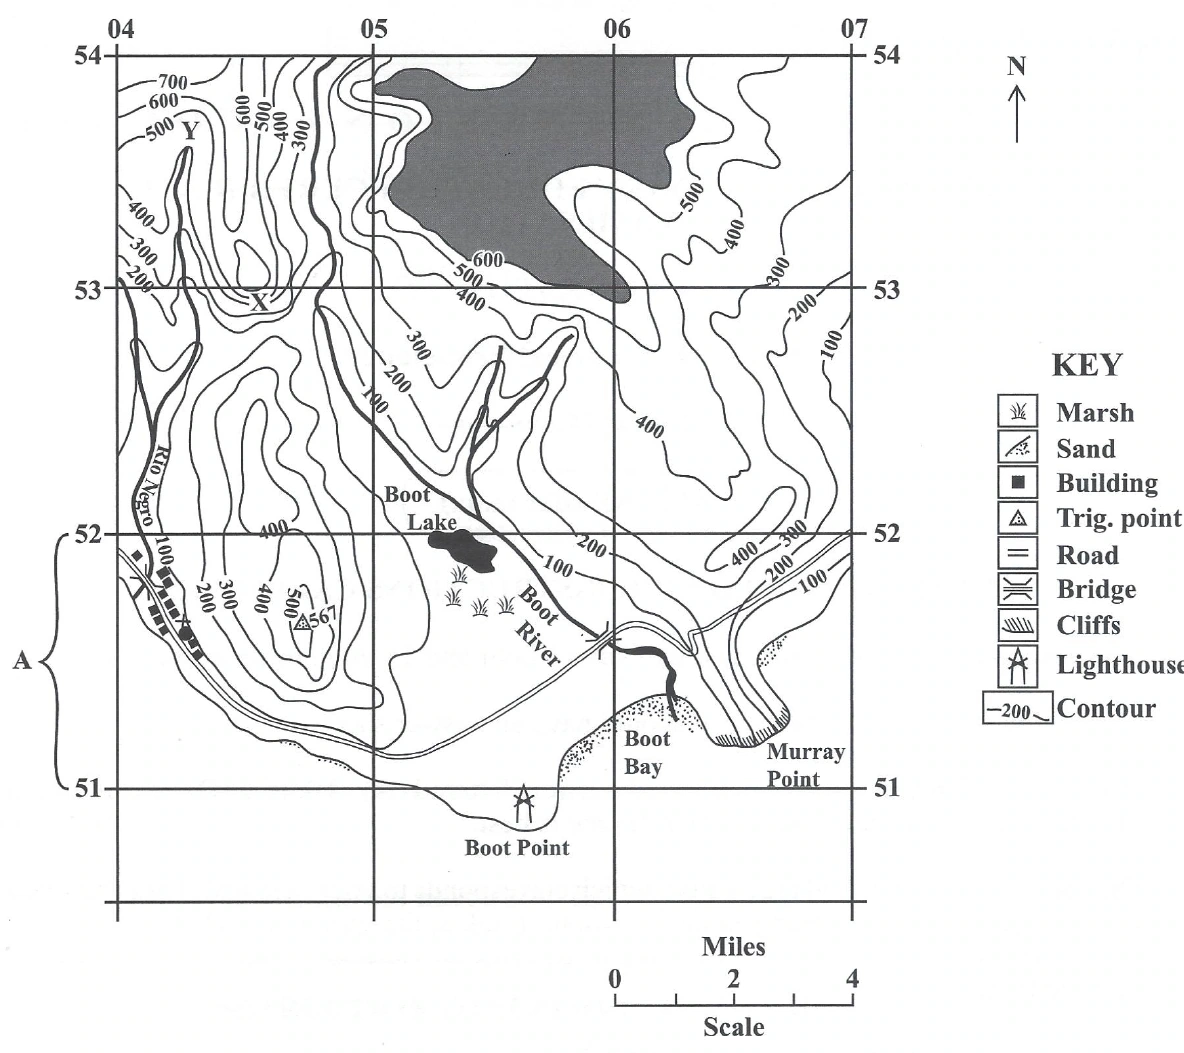 04 05 06 07
54 54
700
600
500
Y
600
500
400
300
N
400
300
200
500
400
300
200
100
600
500
400
X
53 53
300
200
100
400
KEY
Marsh
Sand
Building
Trig. point
Road
Bridge
Cliffs
Lighthouse
200 Contour
Rio Negro
Boot
Lake
52 52
400
100
200
300
400
500
567
200
100
400
300
200
100
Boot
River
A
Boot
Bay
Murray
Point
51 51
Boot Point
Miles
0 2 4
Scale